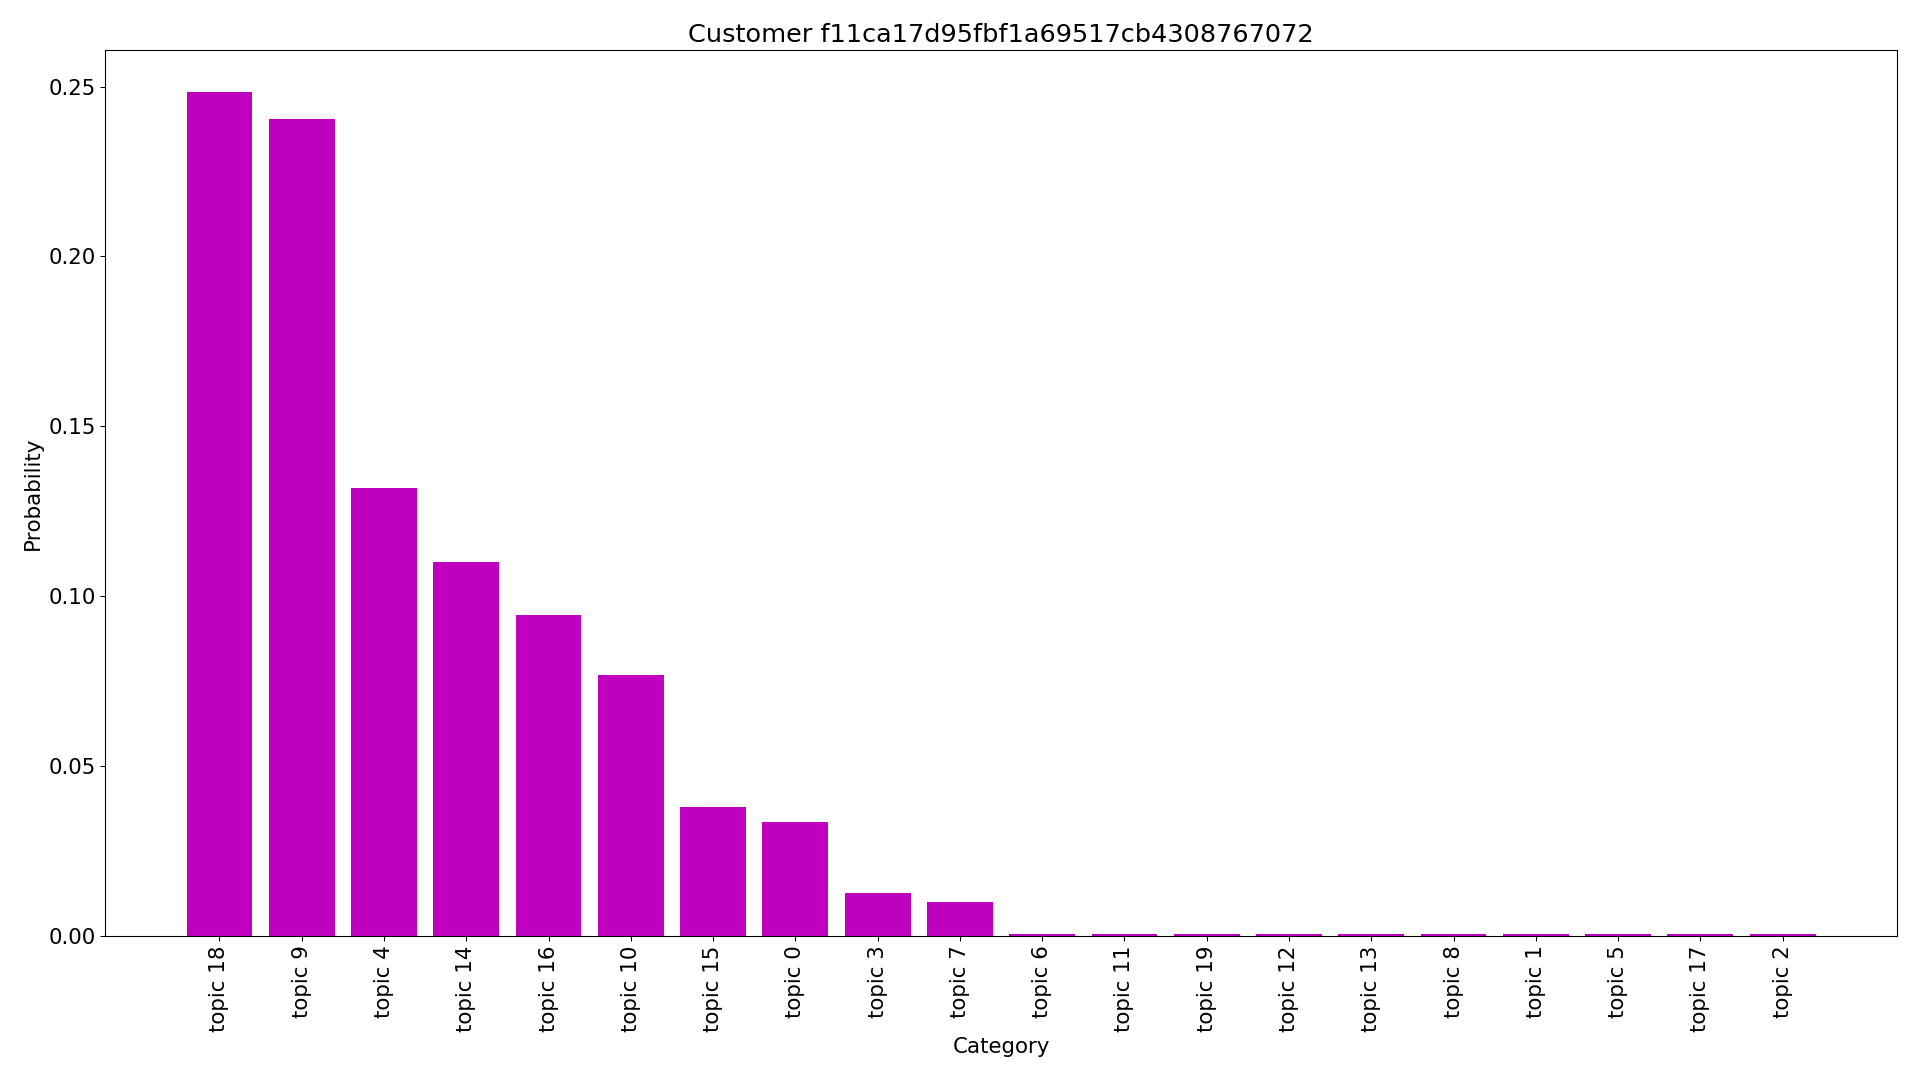 Customer f11ca17d95fbf1a69517cb4308767072
Probability
0.25
0.20
0.15
0.10
0.05
0.00
topic 18
topic 9
topic 4
topic 14
topic 16
topic 10
topic 15
topic 0
topic 3
topic 7
topic 6
topic 11
topic 19
topic 12
topic 13
topic 8
topic 1
topic 5
topic 17
topic 2
Category